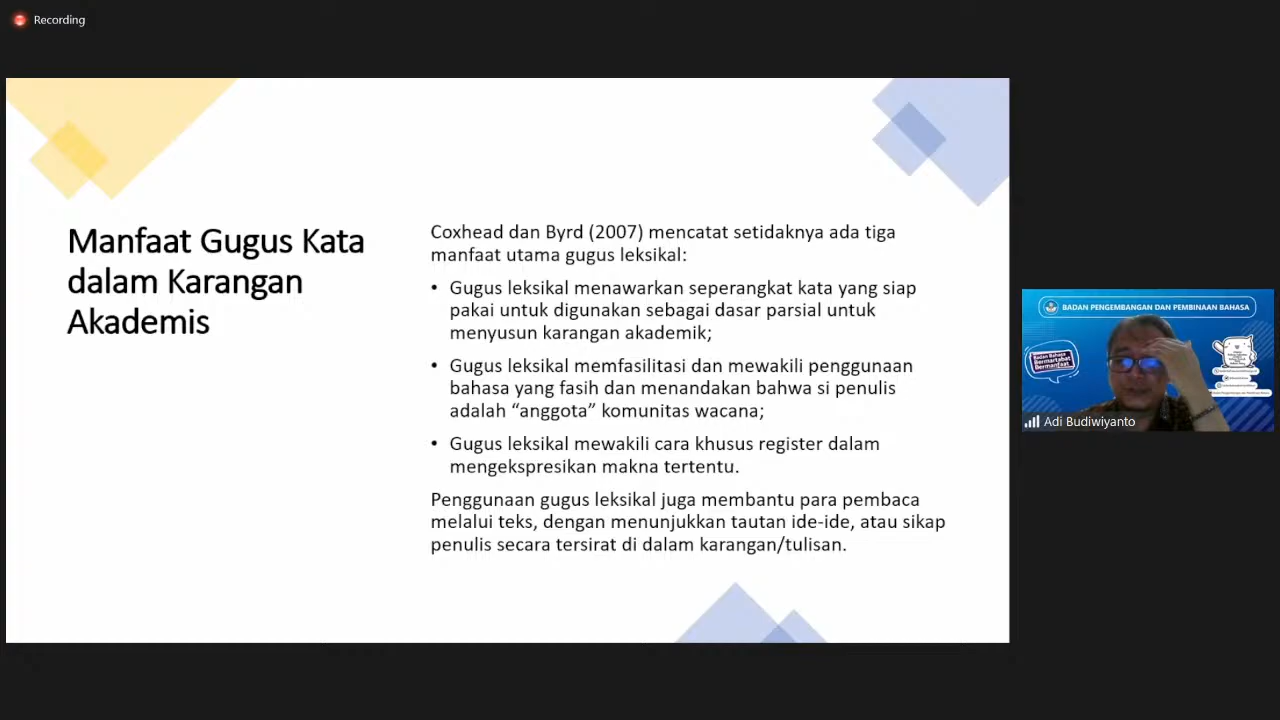 Recording
Manfaat Gugus Kata
dalam Karangan
Akademis
Coxhead dan Byrd (2007) mencatat setidaknya ada tiga
manfaat utama gugus leksikal:
• Gugus leksikal menawarkan seperangkat kata yang siap
pakai untuk digunakan sebagai dasar parsial untuk
menyusun karangan akademik;
• Gugus leksikal memfasilitasi dan mewakili penggunaan
bahasa yang fasih dan menandakan bahwa si penulis
adalah “anggota” komunitas wacana;
• Gugus leksikal mewakili cara khusus register dalam
mengekspresikan makna tertentu.
Penggunaan gugus leksikal juga membantu para pembaca
melalui teks, dengan menunjukkan tautan ide-ide, atau sikap
penulis secara tersirat di dalam karangan/tulisan.
BADAN PENGEMBANGAN DAN PEMBINAAN BAHASA
Badan Bahasa
Bermartabat
Bermanfaat
Adi Budiwiyanto